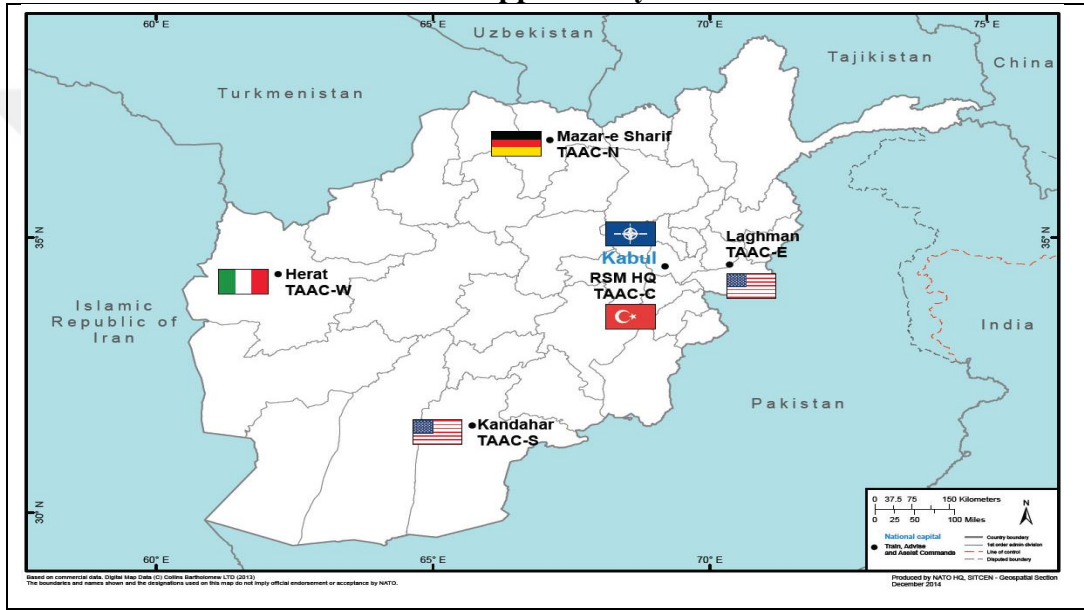 60° E
65° E
75° E
Uzbekistan
Tajikistan
China
Turkmenistan
Mazar-e Sharif
TAAC-N
35° N
Laghman
TAAC-E
35° N
Kabul
RSM HQ
TAAC-C
Herat
TAAC-W
Islamic
Republic of
Iran
India
Pakistan
Kandahar
TAAC-S
30° N
0 37.5 75 150 Kilometers
0 25 50 100 Miles
N
National capital
Train, Advise
and Assist Commands
Country boundary
1st order admin division
Line of control
Disputed boundary
60° E
65° E
70° E
Based on commercial data. Digital Map Data (C) Collins Bartholomew LTD (2013)
The boundaries and names shown and the designations used on this map do not imply official endorsement or acceptance by NATO.
Produced by NATO HQ, SITCEN - Geospatial Section
December 2014